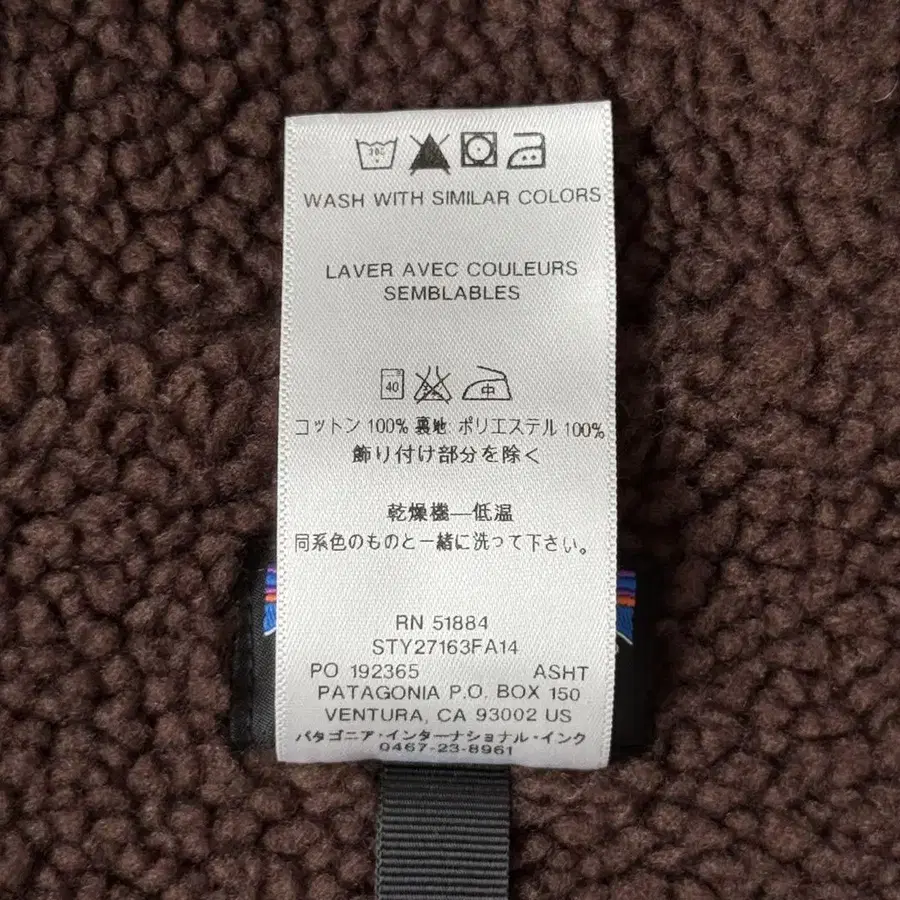 30C
WASH WITH SIMILAR COLORS
LAVER AVEC COULEURS
SEMBLABLES
40
中
コットン 100% 裏地: ポリエステル 100%
飾り付け部分を除く
乾燥機—低温
同系色のものと一緒に洗って下さい。
RN 51884
STY27163FA14
PO 192365 ASHT
PATAGONIA P.O. BOX 150
VENTURA, CA 93002 US
パタゴニア・インターナショナル・インク
0467-23-8961